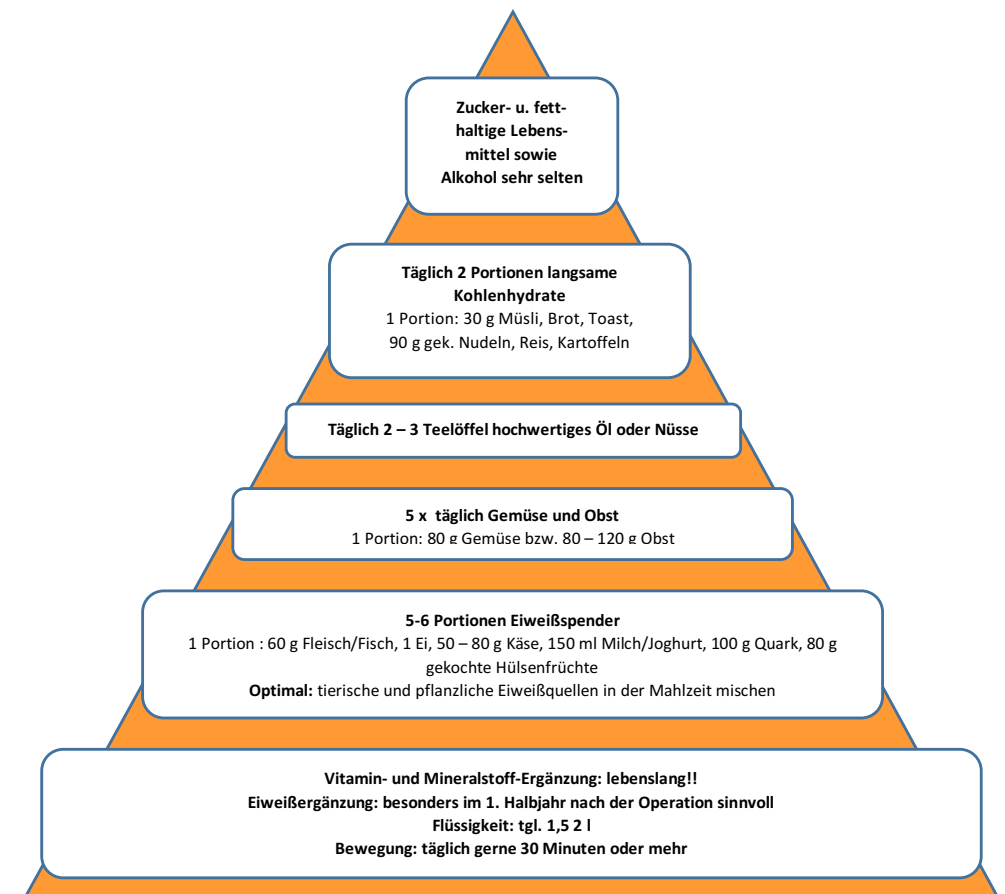 Zucker- u. fett-
haltige Lebens-
mittel sowie
Alkohol sehr selten
Täglich 2 Portionen langsame
Kohlenhydrate
1 Portion: 30 g Müsli, Brot, Toast,
90 g gek. Nudeln, Reis, Kartoffeln
Täglich 2 – 3 Teelöffel hochwertiges Öl oder Nüsse
5 x täglich Gemüse und Obst
1 Portion: 80 g Gemüse bzw. 80 – 120 g Obst
5-6 Portionen Eiweißspender
1 Portion : 60 g Fleisch/Fisch, 1 Ei, 50 – 80 g Käse, 150 ml Milch/Joghurt, 100 g Quark, 80 g
gekochte Hülsenfrüchte
Optimal: tierische und pflanzliche Eiweißquellen in der Mahlzeit mischen
Vitamin- und Mineralstoff-Ergänzung: lebenslang!!
Eiweißergänzung: besonders im 1. Halbjahr nach der Operation sinnvoll
Flüssigkeit: tgl. 1,5 2 l
Bewegung: täglich gerne 30 Minuten oder mehr